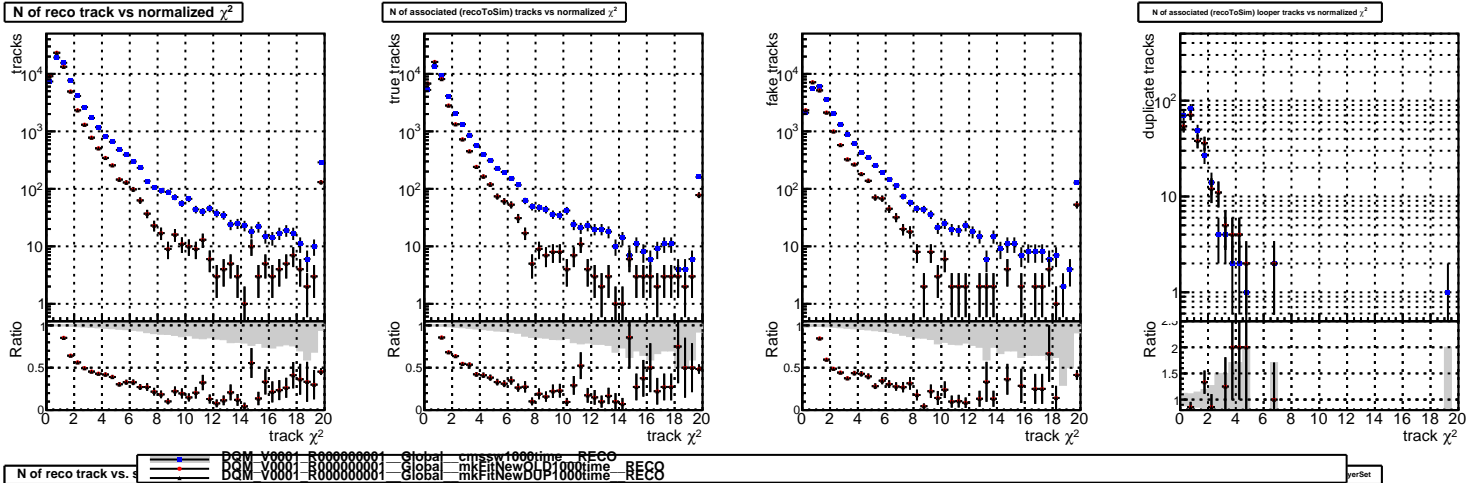 N of reco track vs normalized χ²
N of associated (recoToSim) tracks vs normalized χ²
N of associated (recoToSim) looper tracks vs normalized χ²
tracks
10⁴
10³
10²
10
1
Ratio
1
0.5
0
0 2 4 6 8 10 12 14 16 18 20
track χ²
true tracks
10⁴
10³
10²
10
1
Ratio
1
0.5
0
0 2 4 6 8 10 12 14 16 18 20
track χ²
fake tracks
10⁴
10³
10²
10
1
Ratio
1
0.5
0
0 2 4 6 8 10 12 14 16 18 20
track χ²
duplicate tracks
10²
10
1
Ratio
2
1.5
1
0 2 4 6 8 10 12 14 16 18 20
track χ²
DQM_V0001_R000000001__Global__cmssw1000time__RECO
DQM_V0001_R000000001__Global__mkFitNewOLD1000time__RECO
DQM_V0001_R000000001__Global__mkFitNewDUP1000time__RECO
N of reco track vs. s
yerSet